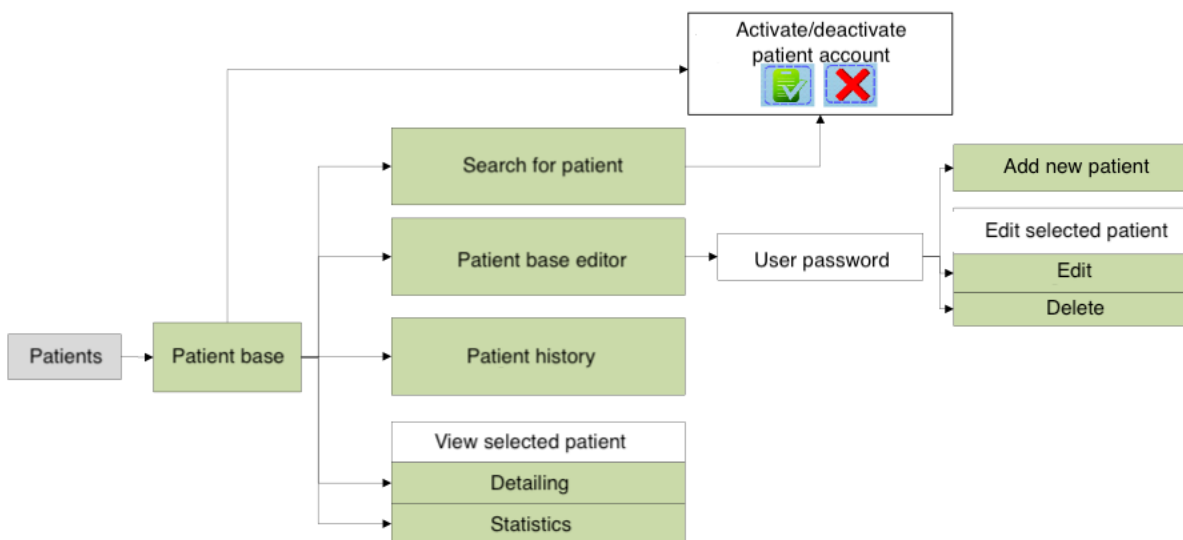 Activate/deactivate
patient account
Search for patient
Add new patient
Edit selected patient
Patient base editor
User password
Edit
Delete
Patients
Patient base
Patient history
View selected patient
Detailing
Statistics